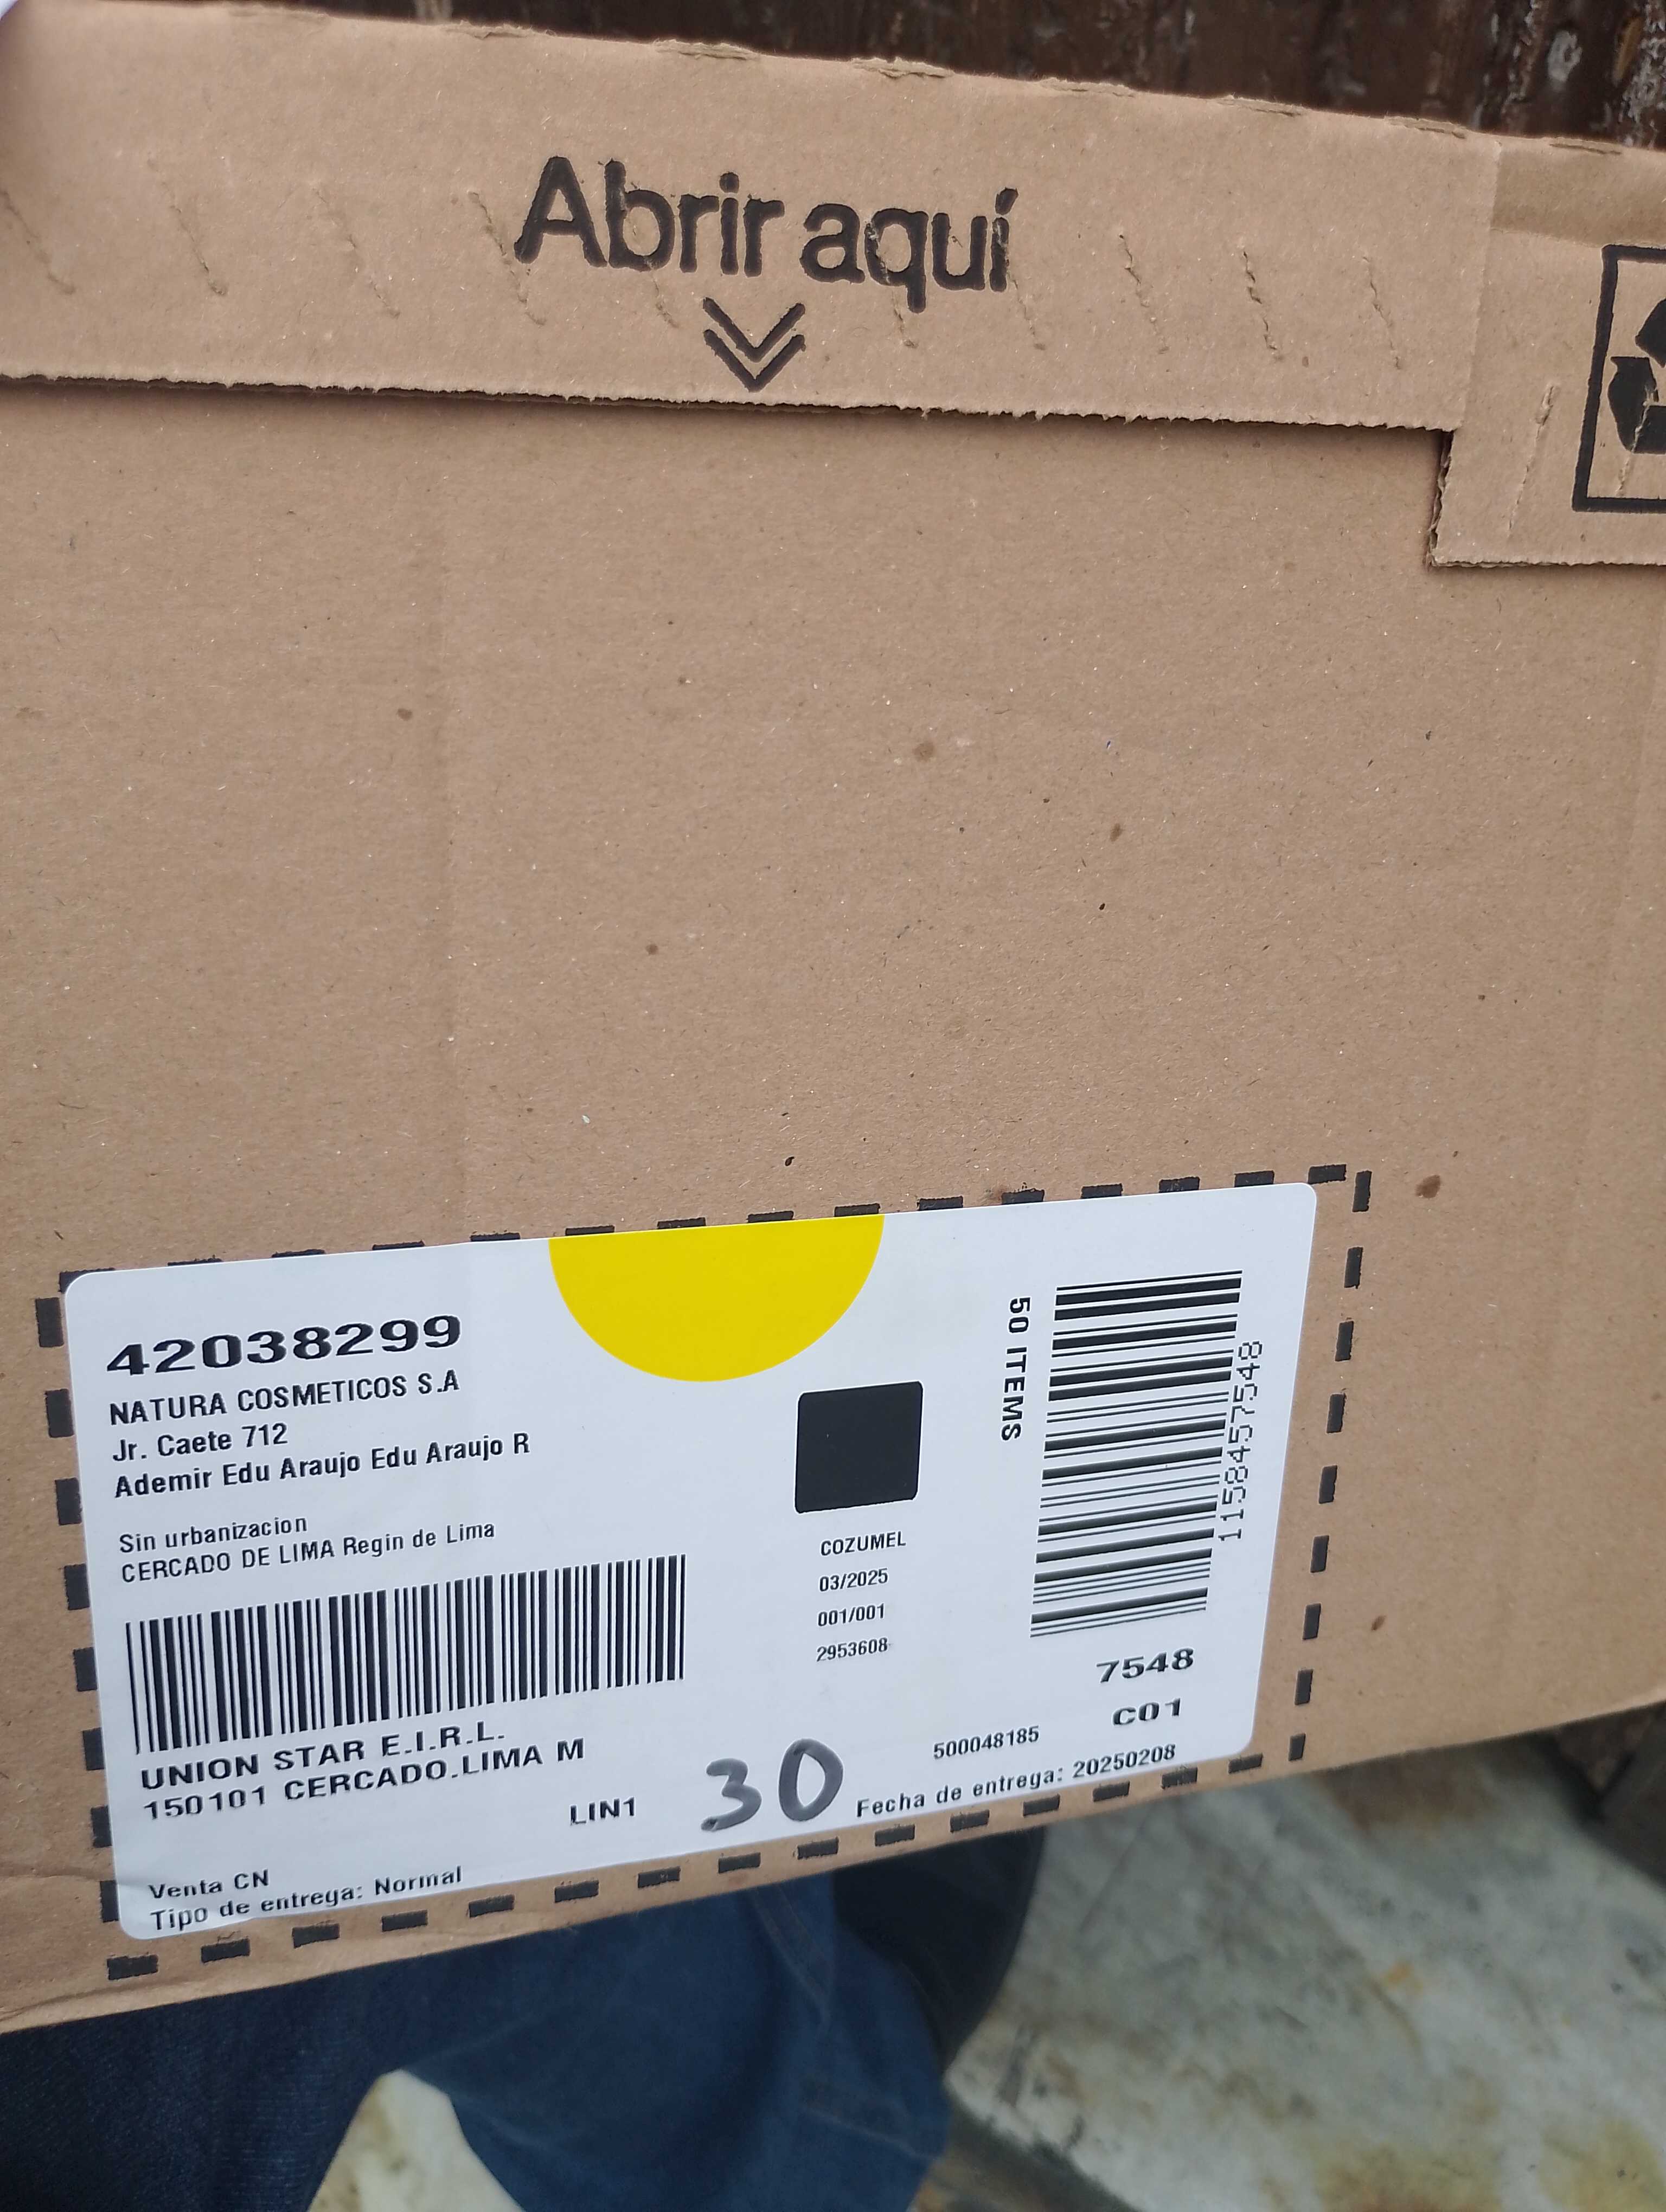 Abrir aquí
42038299
NATURA COSMETICOS S.A
Jr. Caete 712
Ademir Edu Araujo Edu Araujo R
Sin urbanizacion
CERCADO DE LIMA Regin de Lima
UNION STAR E.I.R.L.
150101 CERCADO.LIMA M
LIN1
Venta CN
Tipo de entrega: Normal
COZUMEL
03/2025
001/001
2953608
30
50 ITEMS
1158457548
7548
C01
500048185
Fecha de entrega: 20250208